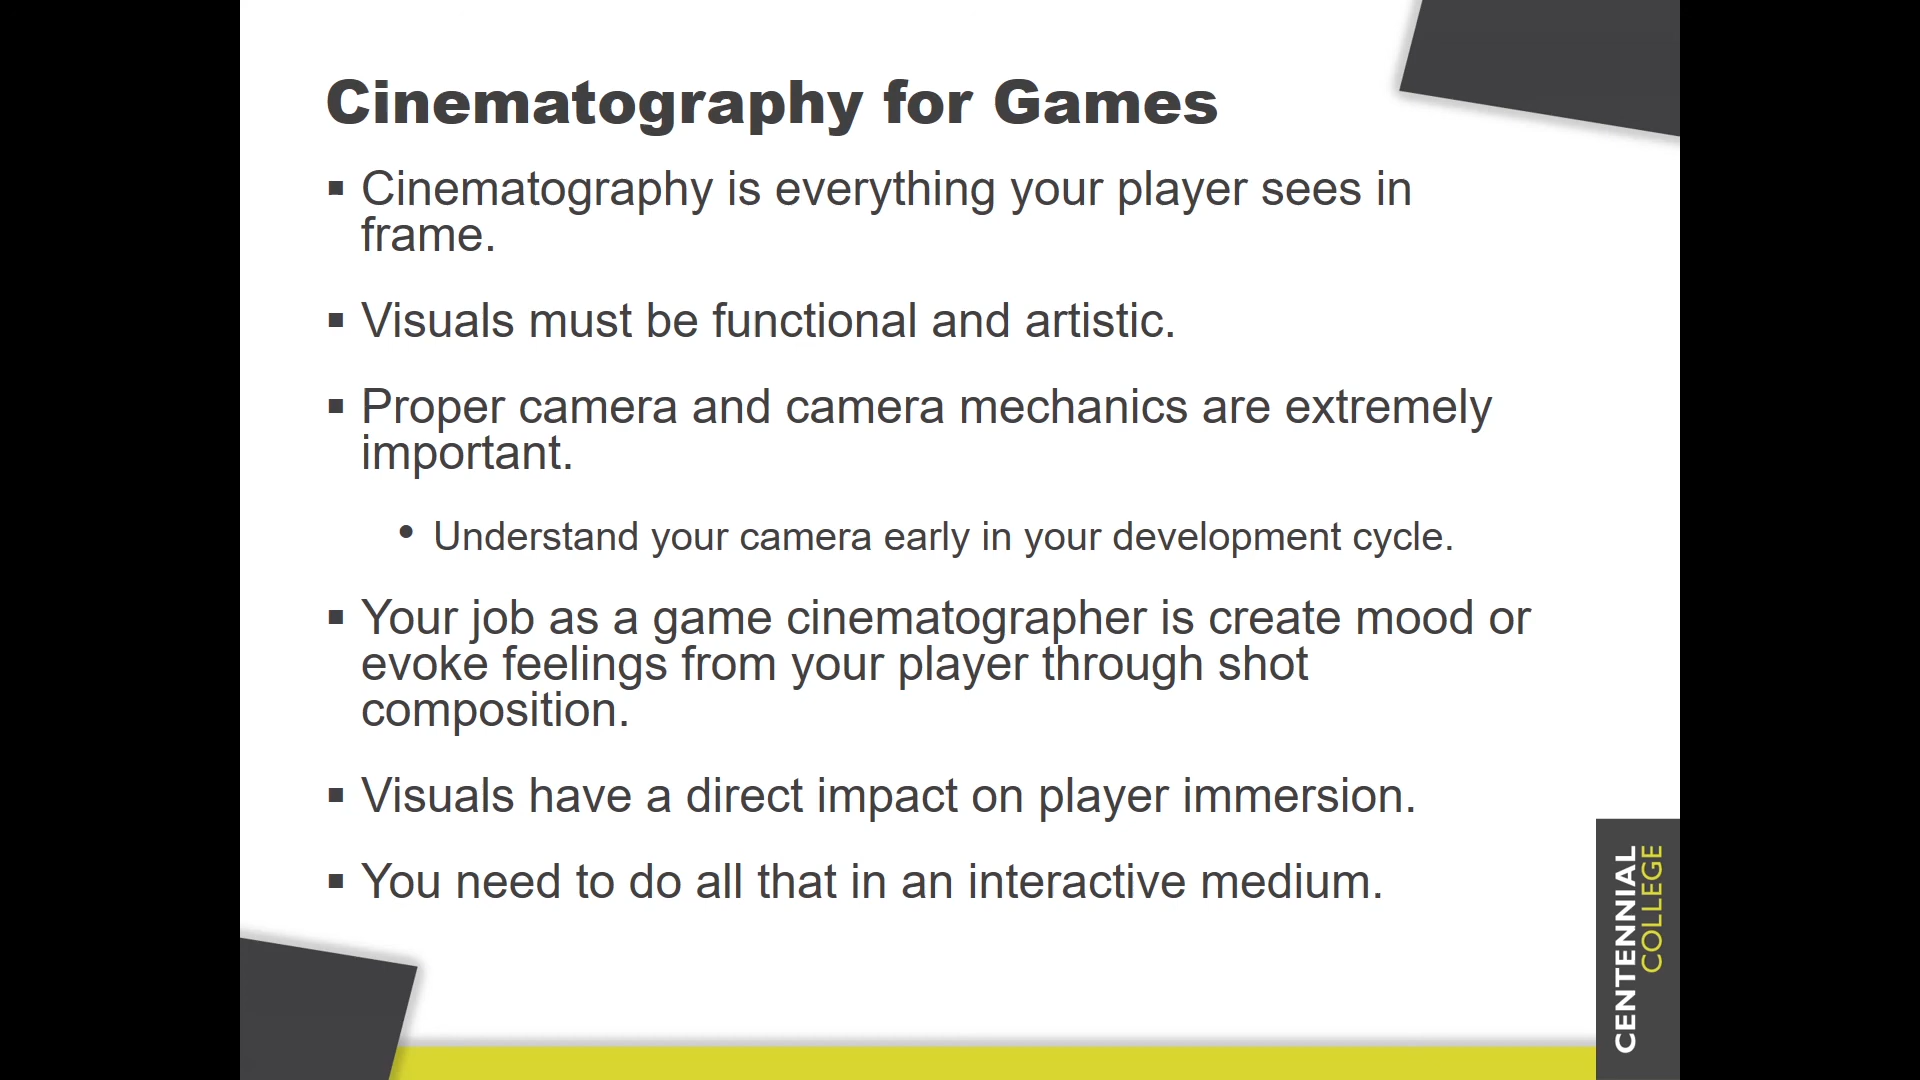 Cinematography for Games
▪ Cinematography is everything your player sees in
frame.
▪ Visuals must be functional and artistic.
▪ Proper camera and camera mechanics are extremely
important.
• Understand your camera early in your development cycle.
▪ Your job as a game cinematographer is create mood or
evoke feelings from your player through shot
composition.
▪ Visuals have a direct impact on player immersion.
▪ You need to do all that in an interactive medium.
CENTENNIAL
COLLEGE